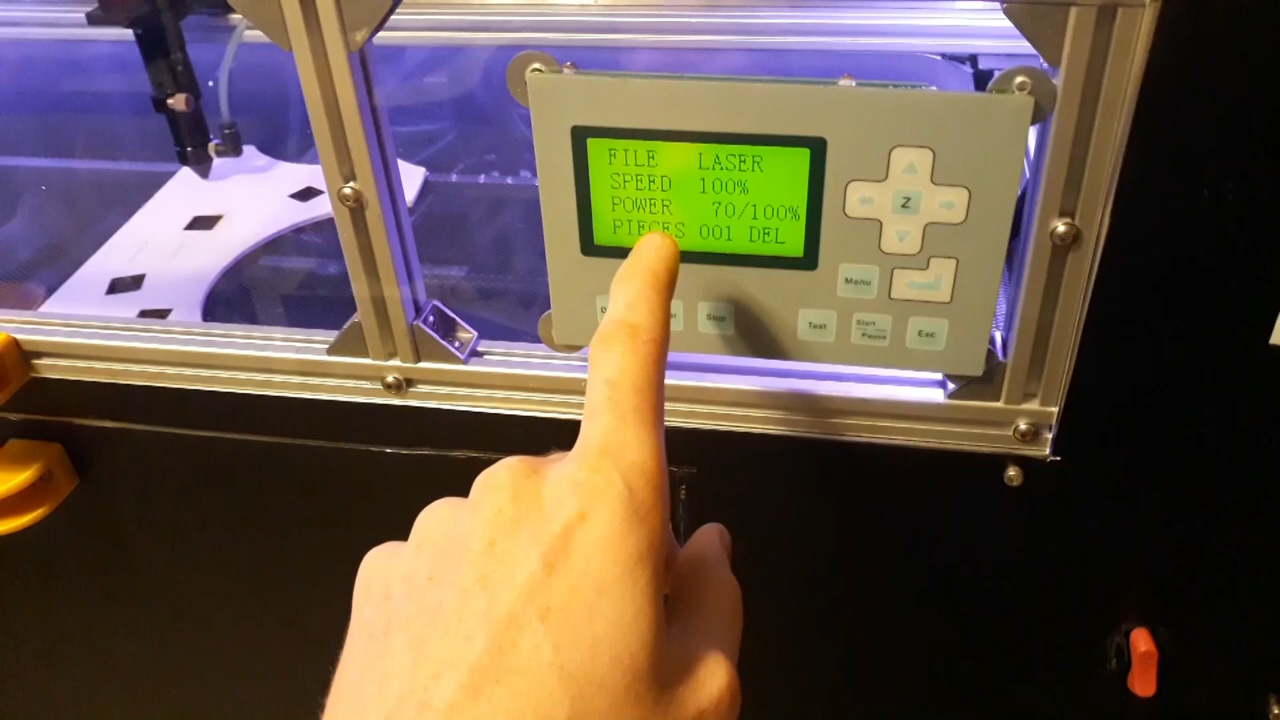 FILE LASER
SPEED 100%
POWER 70/100%
PIECES 001 DEL
Z
Menu
Stop
Test
Start
Pause
Esc